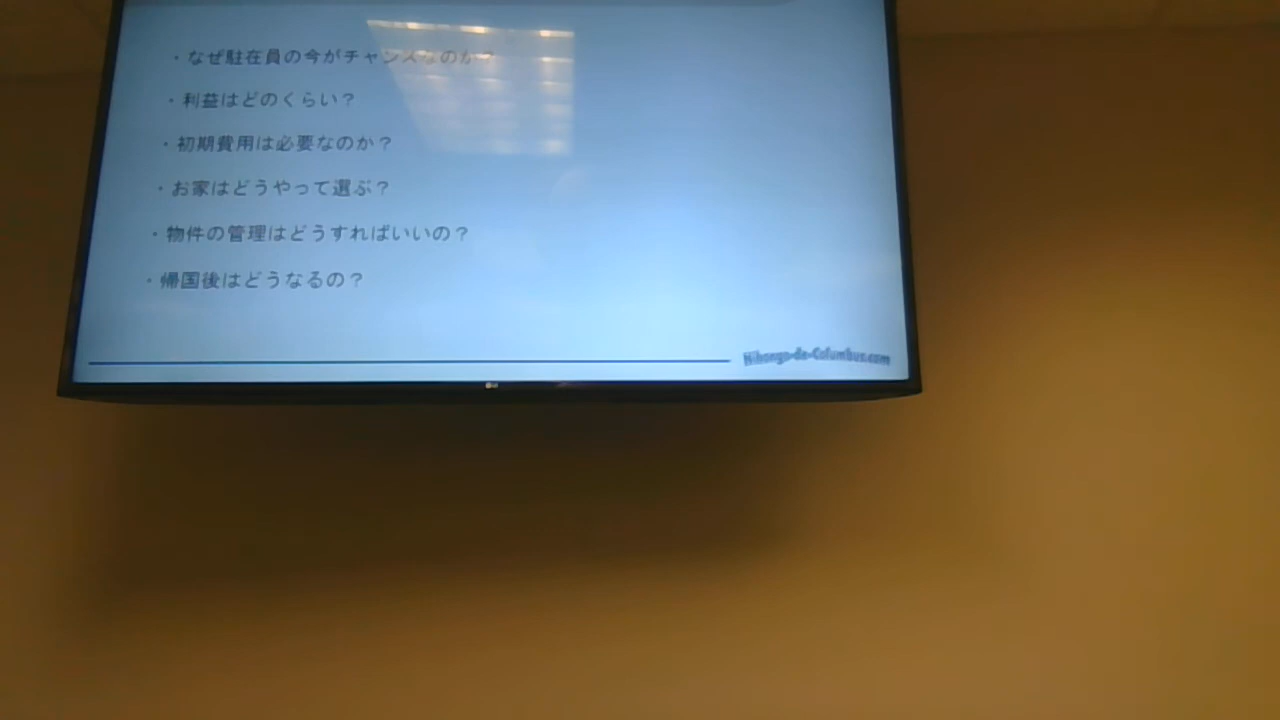 ・なぜ駐在員の今がチャンスなのか？
・利益はどのくらい？
・初期費用は必要なのか？
・お家はどうやって選ぶ？
・物件の管理はどうすればいいの？
・帰国後はどうなるの？
Nihongo-de-Columbus.com